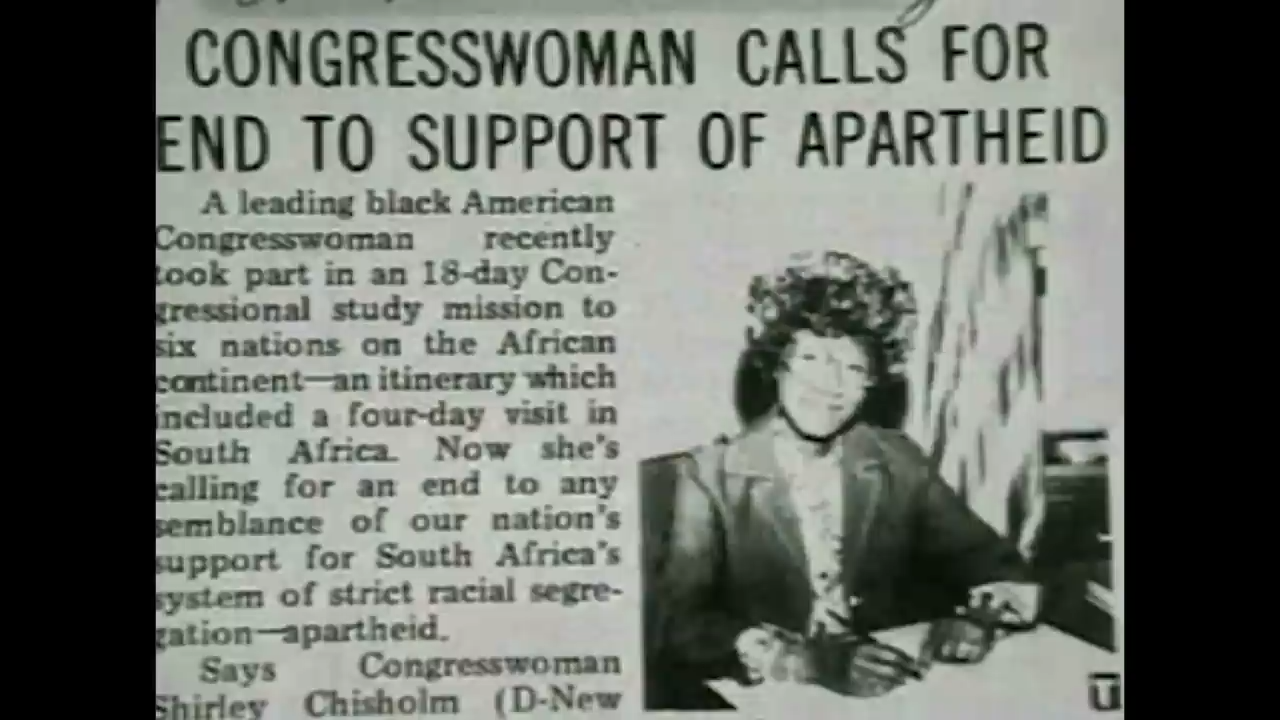 CONGRESSWOMAN CALLS FOR
END TO SUPPORT OF APARTHEID
A leading black American
Congresswoman recently
took part in an 18-day Con-
gressional study mission to
six nations on the African
continent—an itinerary which
included a four-day visit in
South Africa. Now she's
calling for an end to any
semblance of our nation's
support for South Africa's
system of strict racial segre-
gation—apartheid.
Says Congresswoman
Shirley Chisholm (D-New
U